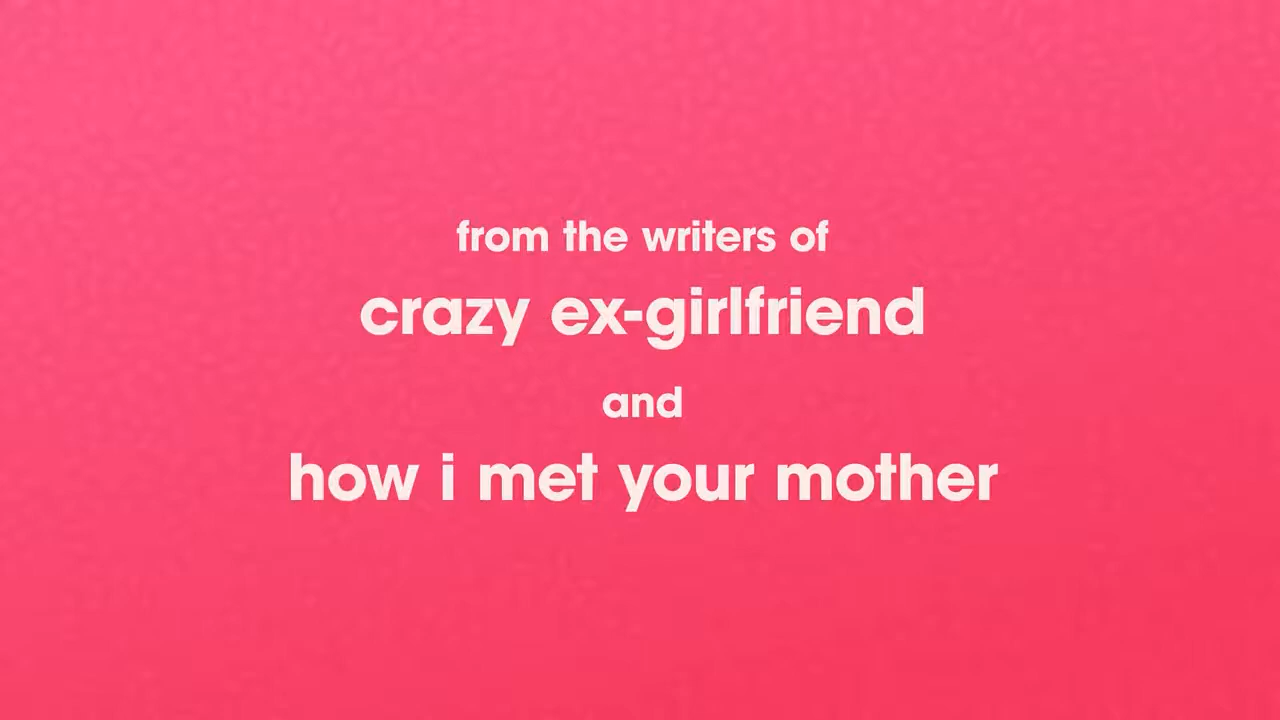 from the writers of
crazy ex-girlfriend
and
how i met your mother